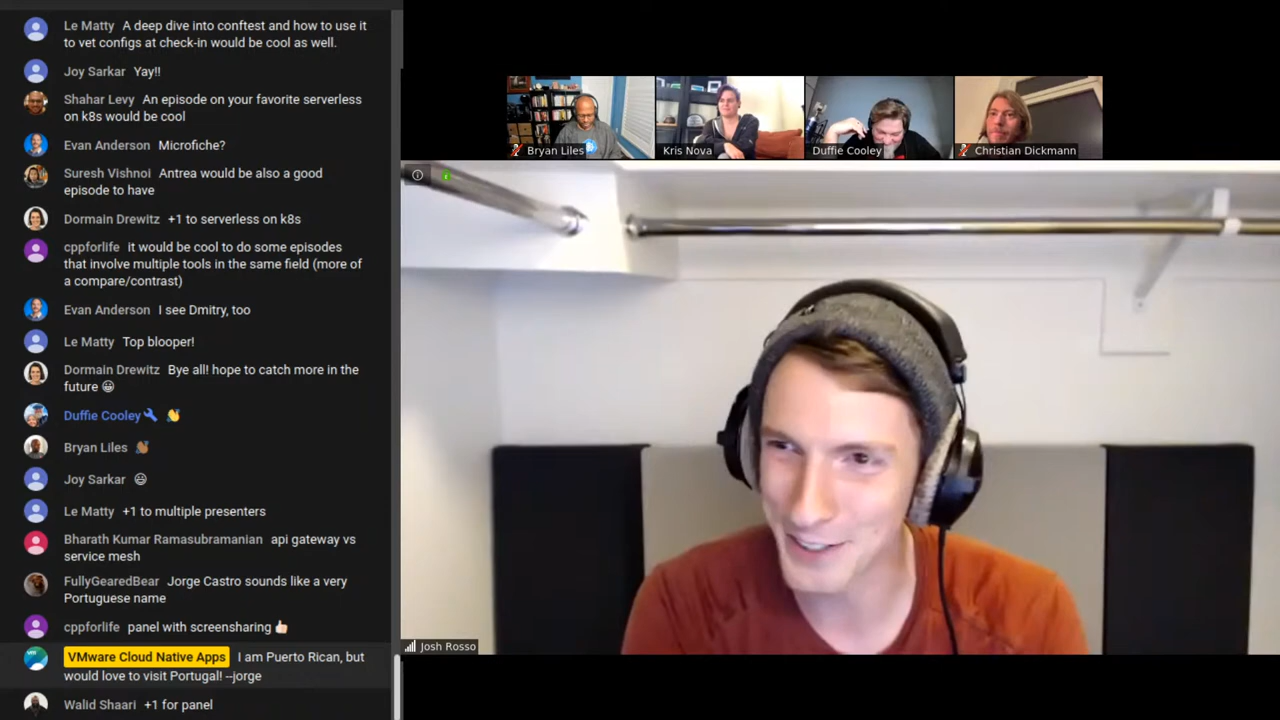 Le Matty A deep dive into conftest and how to use it
to vet configs at check-in would be cool as well.
Joy Sarkar Yay!!
Shahar Levy An episode on your favorite serverless
on k8s would be cool
Evan Anderson Microfiche?
Suresh Vishnoi Antrea would be also a good
episode to have
Dormain Drewitz +1 to serverless on k8s
cppforlife it would be cool to do some episodes
that involve multiple tools in the same field (more of
a compare/contrast)
Evan Anderson I see Dmitry, too
Le Matty Top blooper!
Dormain Drewitz Bye all! hope to catch more in the
future 😀
Duffie Cooley 👏
Bryan Liles 👋🏾
Joy Sarkar 😃
Le Matty +1 to multiple presenters
Bharath Kumar Ramasubramanian api gateway vs
service mesh
FullyGearedBear Jorge Castro sounds like a very
Portuguese name
cppforlife panel with screensharing 👍🏻
VMware Cloud Native Apps I am Puerto Rican, but
would love to visit Portugal! --jorge
Walid Shaari +1 for panel
Bryan Liles
Kris Nova
Duffie Cooley
Christian Dickmann
Josh Rosso